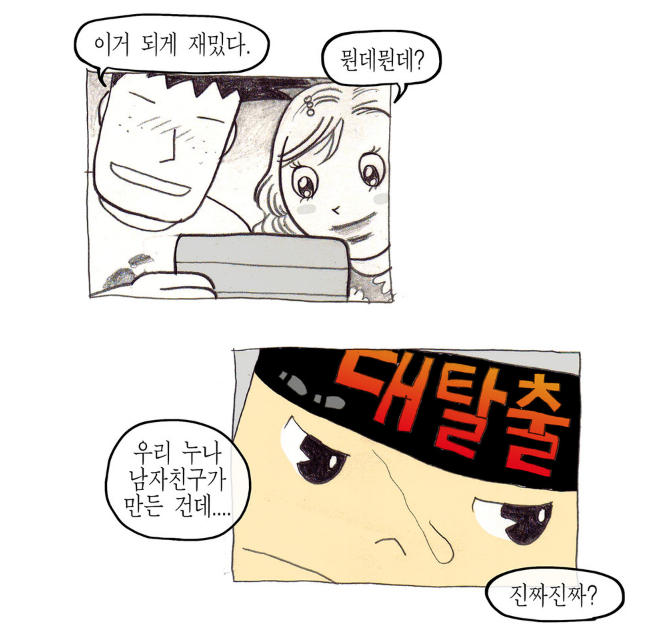 이거 되게 재밌다.
뭔데뭔데?
대탈출
우리 누나
남자친구가
만든 건데....
진짜진짜?